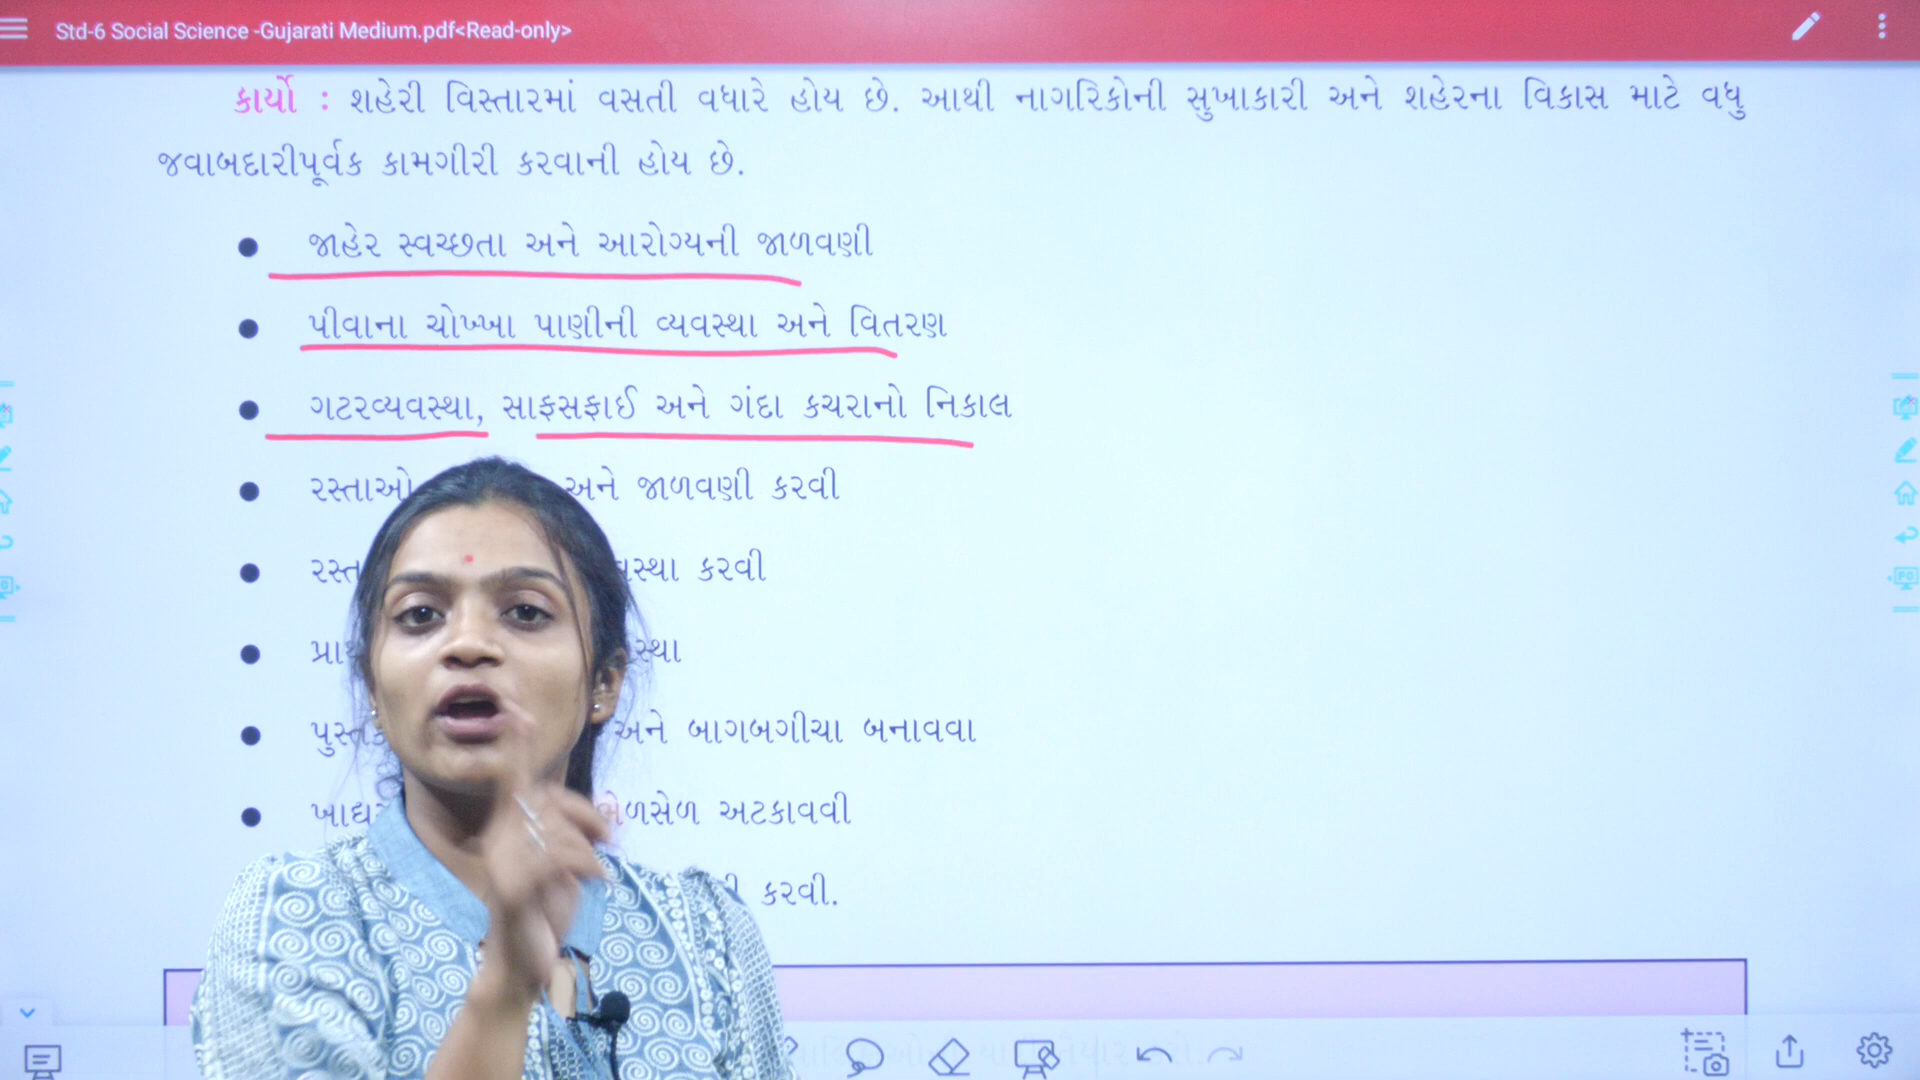 Std-6 Social Science -Gujarati Medium.pdf<Read-only>
કાર્યો : શહેરી વિસ્તારમાં વસતી વધારે હોય છે. આથી નાગરિકોની સુખાકારી અને શહેરના વિકાસ માટે વધુ
જવાબદારીપૂર્વક કામગીરી કરવાની હોય છે.
● જાહેર સ્વચ્છતા અને આરોગ્યની જાળવણી
● પીવાના ચોખ્ખા પાણીની વ્યવસ્થા અને વિતરણ
● ગટરવ્યવસ્થા, સાફસફાઈ અને ગંદા કચરાનો નિકાલ
● રસ્તાઓ અને જાળવણી કરવી
● કરવી
●
● અને બાગબગીચા બનાવવા
● અટકાવવી
કરવી.